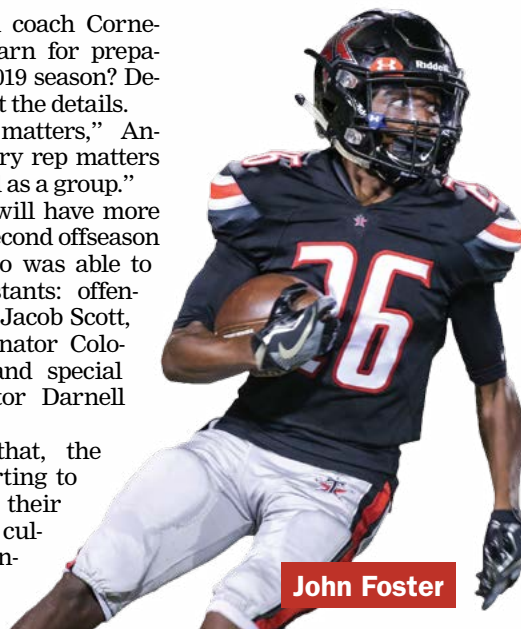 coach Corne-
arn for prepa-
019 season? De-
t the details.
matters,” An-
ry rep matters
as a group.”
will have more
econd offseason
o was able to
stants: offen-
Jacob Scott,
nator Colo-
and special
tor Darnell
that, the
rting to
their
cul-
n-
Riddell
26
26
John Foster